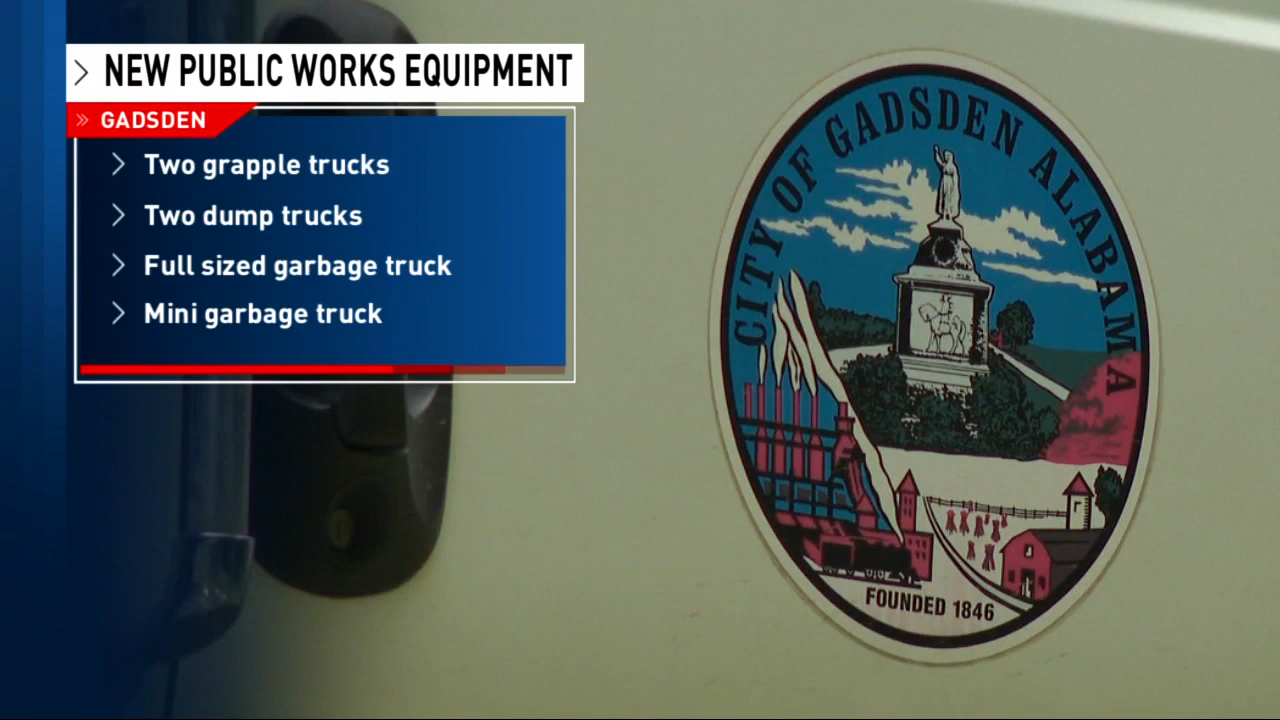 NEW PUBLIC WORKS EQUIPMENT
GADSDEN
Two grapple trucks
Two dump trucks
Full sized garbage truck
Mini garbage truck
CITY OF GADSDEN ALABAMA
FOUNDED 1846